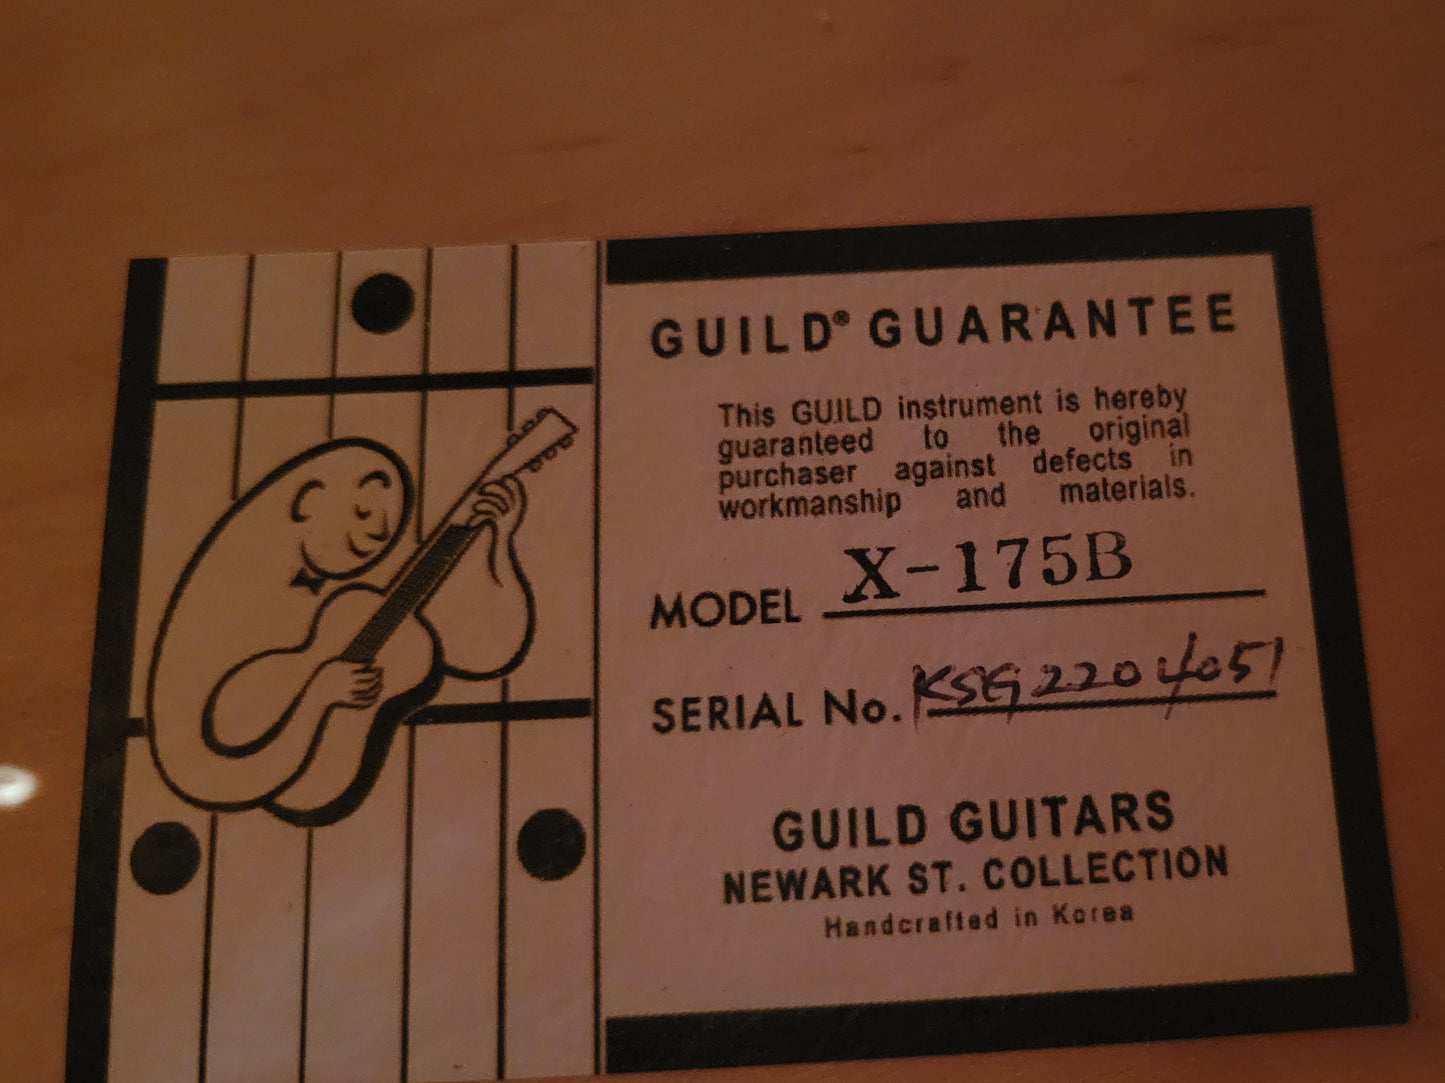 GUILD® GUARANTEE
This GUILD instrument is hereby
guaranteed to the original
purchaser against defects in
workmanship and materials.
MODEL X-175B
SERIAL No. KSG2204051
GUILD GUITARS
NEWARK ST. COLLECTION
Handcrafted in Korea